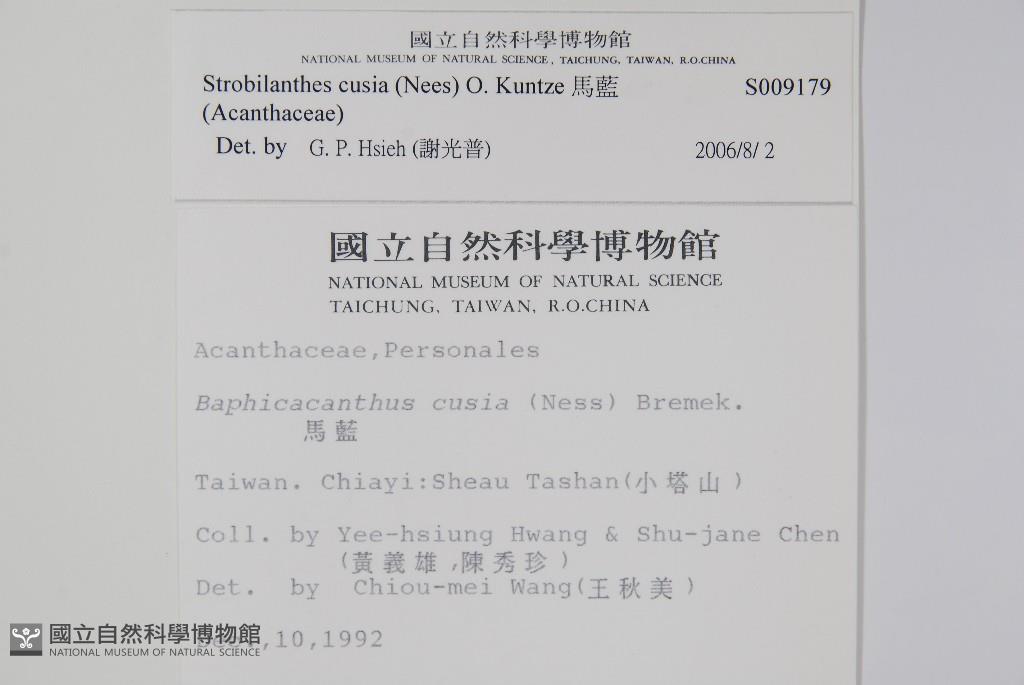 國立自然科學博物館
NATIONAL MUSEUM OF NATURAL SCIENCE, TAICHUNG, TAIWAN, R.O.CHINA
Strobilanthes cusia (Nees) O. Kuntze 馬藍 S009179
(Acanthaceae)
Det. by G. P. Hsieh (謝光普) 2006/8/ 2
國立自然科學博物館
NATIONAL MUSEUM OF NATURAL SCIENCE
TAICHUNG, TAIWAN, R.O.CHINA
Acanthaceae,Personales
Baphicacanthus cusia (Ness) Bremek.
馬藍
Taiwan. Chiayi:Sheau Tashan(小塔山)
Coll. by Yee-hsiung Hwang & Shu-jane Chen
(黃義雄,陳秀珍)
Det. by Chiou-mei Wang(王秋美)
,10,1992
國立自然科學博物館
NATIONAL MUSEUM OF NATURAL SCIENCE